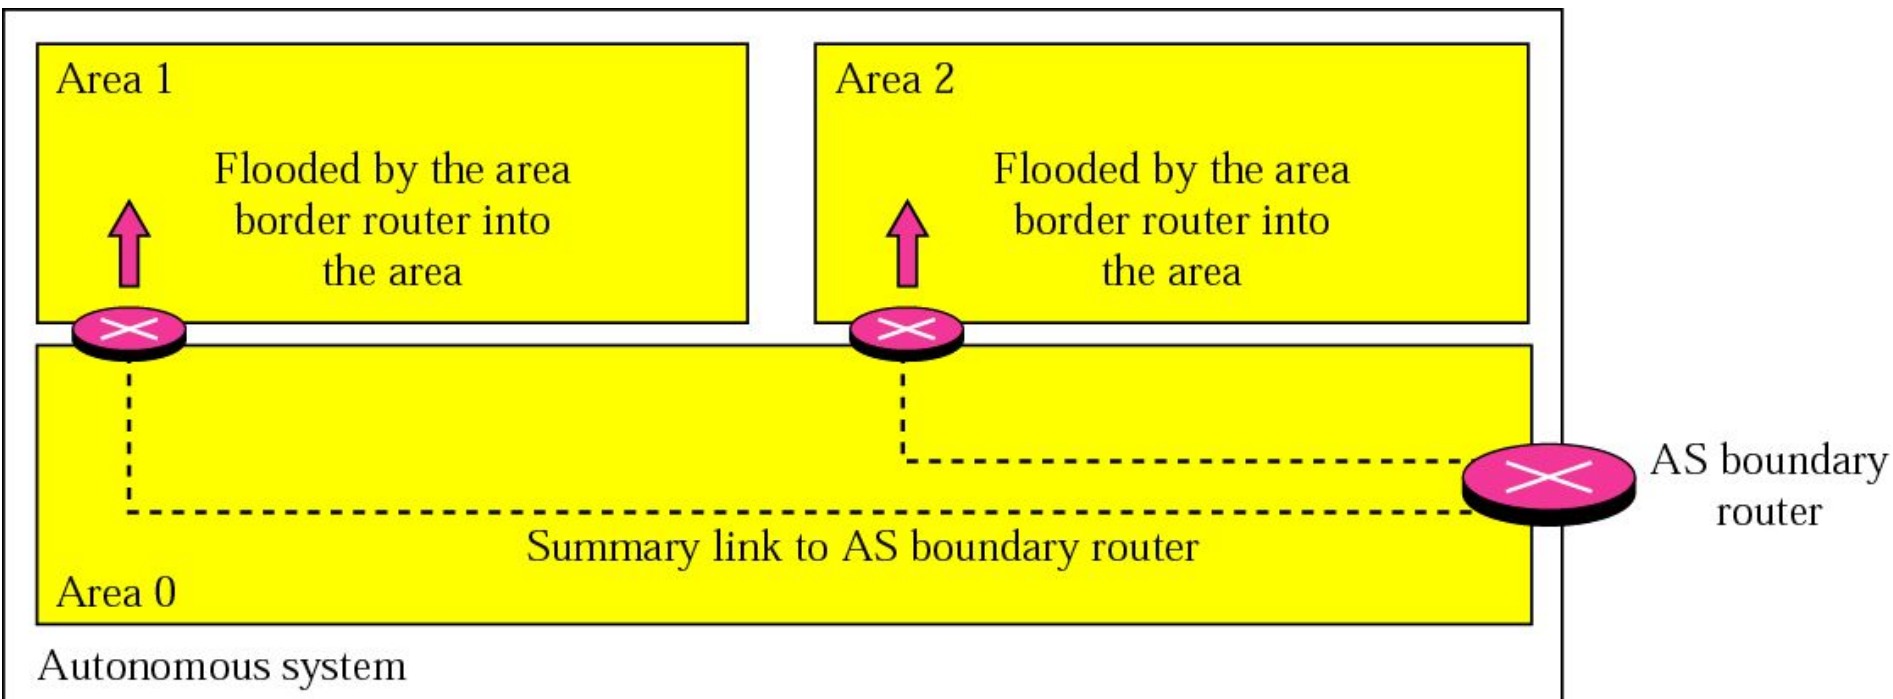 Area 1
Flooded by the area
border router into
the area
Area 2
Flooded by the area
border router into
the area
AS boundary
router
Summary link to AS boundary router
Area 0
Autonomous system